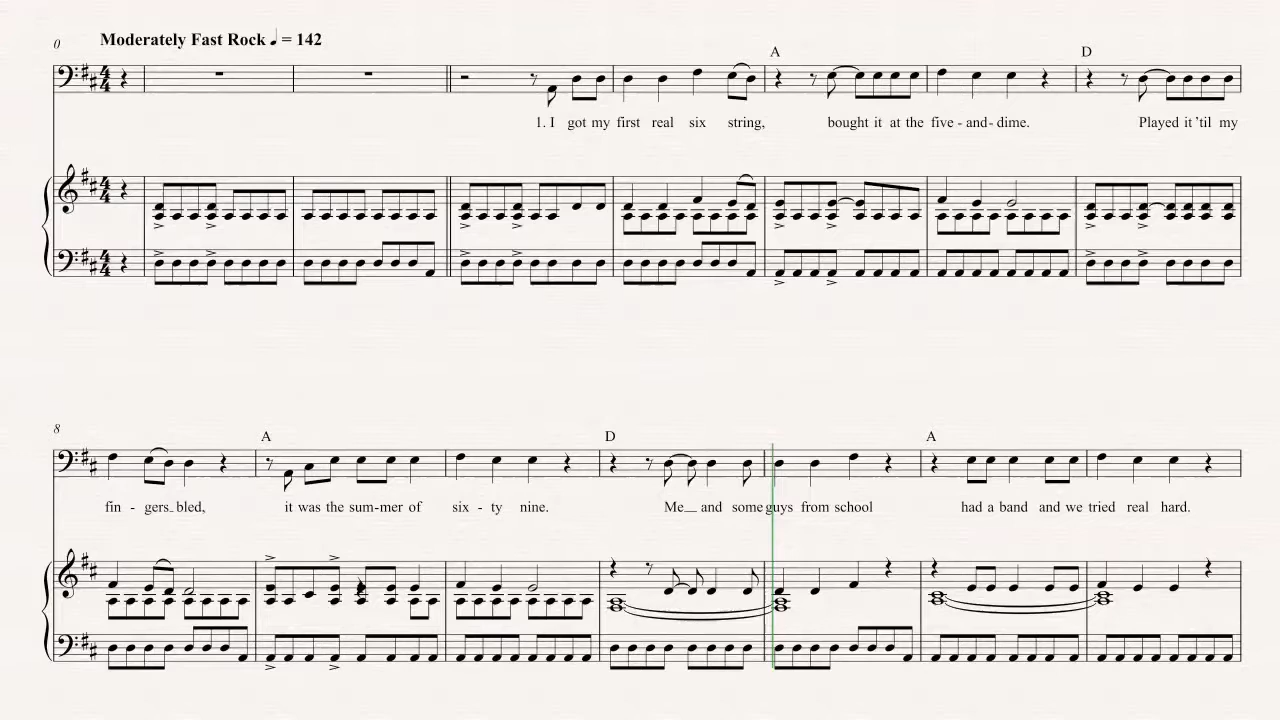 0
Moderately Fast Rock ♩ = 142
A D
1. I got my first real six string, bought it at the five - and - dime. Played it 'til my
8
A D A
fin - gers_ bled, it was the sum-mer of six - ty nine. Me__ and some guys from school had a band and we tried real hard.